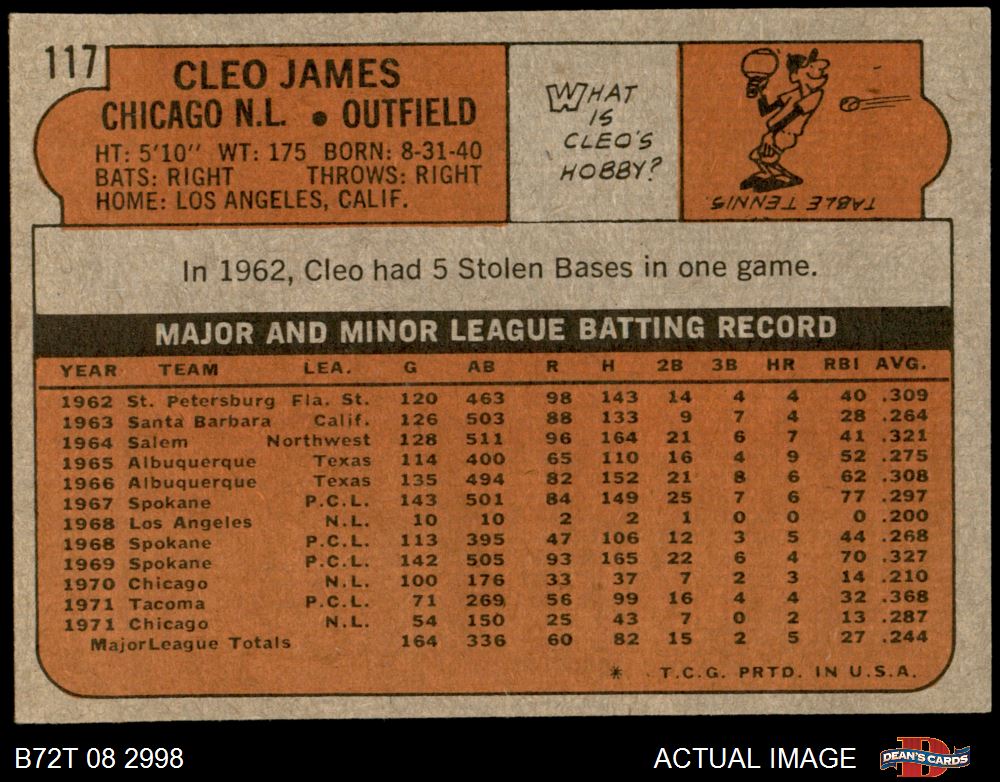 117
CLEO JAMES
CHICAGO N.L. • OUTFIELD
HT: 5'10" WT: 175 BORN: 8-31-40
BATS: RIGHT THROWS: RIGHT
HOME: LOS ANGELES, CALIF.
WHAT
IS
CLEO'S
HOBBY?
TABLE TENNIS
In 1962, Cleo had 5 Stolen Bases in one game.
MAJOR AND MINOR LEAGUE BATTING RECORD
YEAR TEAM LEA. G AB R H 2B 3B HR RBI AVG.
1962 St. Petersburg Fla. St. 120 463 98 143 14 4 4 40 .309
1963 Santa Barbara Calif. 126 503 88 133 9 7 4 28 .264
1964 Salem Northwest 128 511 96 164 21 6 7 41 .321
1965 Albuquerque Texas 114 400 65 110 16 4 9 52 .275
1966 Albuquerque Texas 135 494 82 152 21 8 6 62 .308
1967 Spokane P.C.L. 143 501 84 149 25 7 6 77 .297
1968 Los Angeles N.L. 10 10 2 2 1 0 0 0 .200
1968 Spokane P.C.L. 113 395 47 106 12 3 5 44 .268
1969 Spokane P.C.L. 142 505 93 165 22 6 4 70 .327
1970 Chicago N.L. 100 176 33 37 7 2 3 14 .210
1971 Tacoma P.C.L. 71 269 56 99 16 4 4 32 .368
1971 Chicago N.L. 54 150 25 43 7 0 2 13 .287
Major League Totals 164 336 60 82 15 2 5 27 .244
* T.C.G. PRTD. IN U.S.A.
B72T 08 2998
ACTUAL IMAGE
DEAN'S CARDS